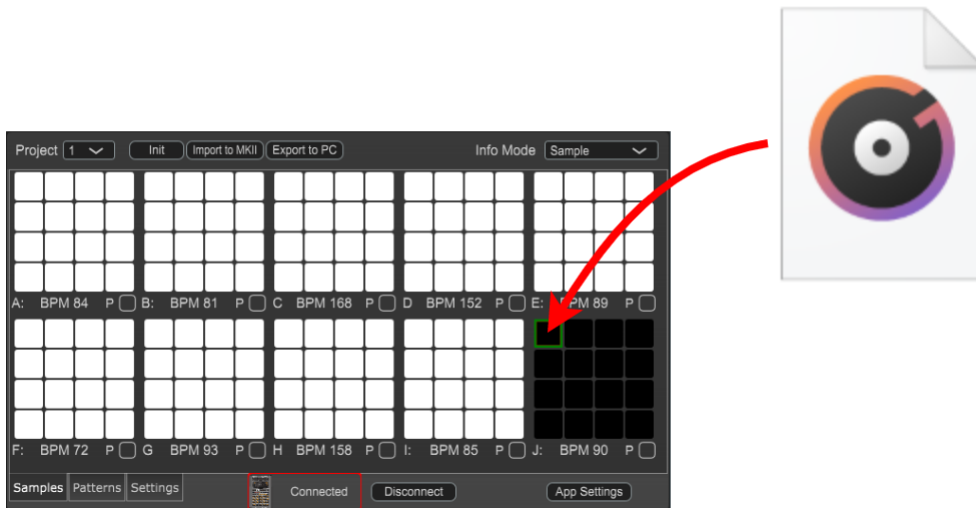 Project 1 Init Import to MKII Export to PC Info Mode Sample
A: BPM 84 P B: BPM 81 P C BPM 168 P D BPM 152 P E: BPM 89 P
F: BPM 72 P G BPM 93 P H BPM 158 P I: BPM 85 P J: BPM 90 P
Samples Patterns Settings Connected Disconnect App Settings